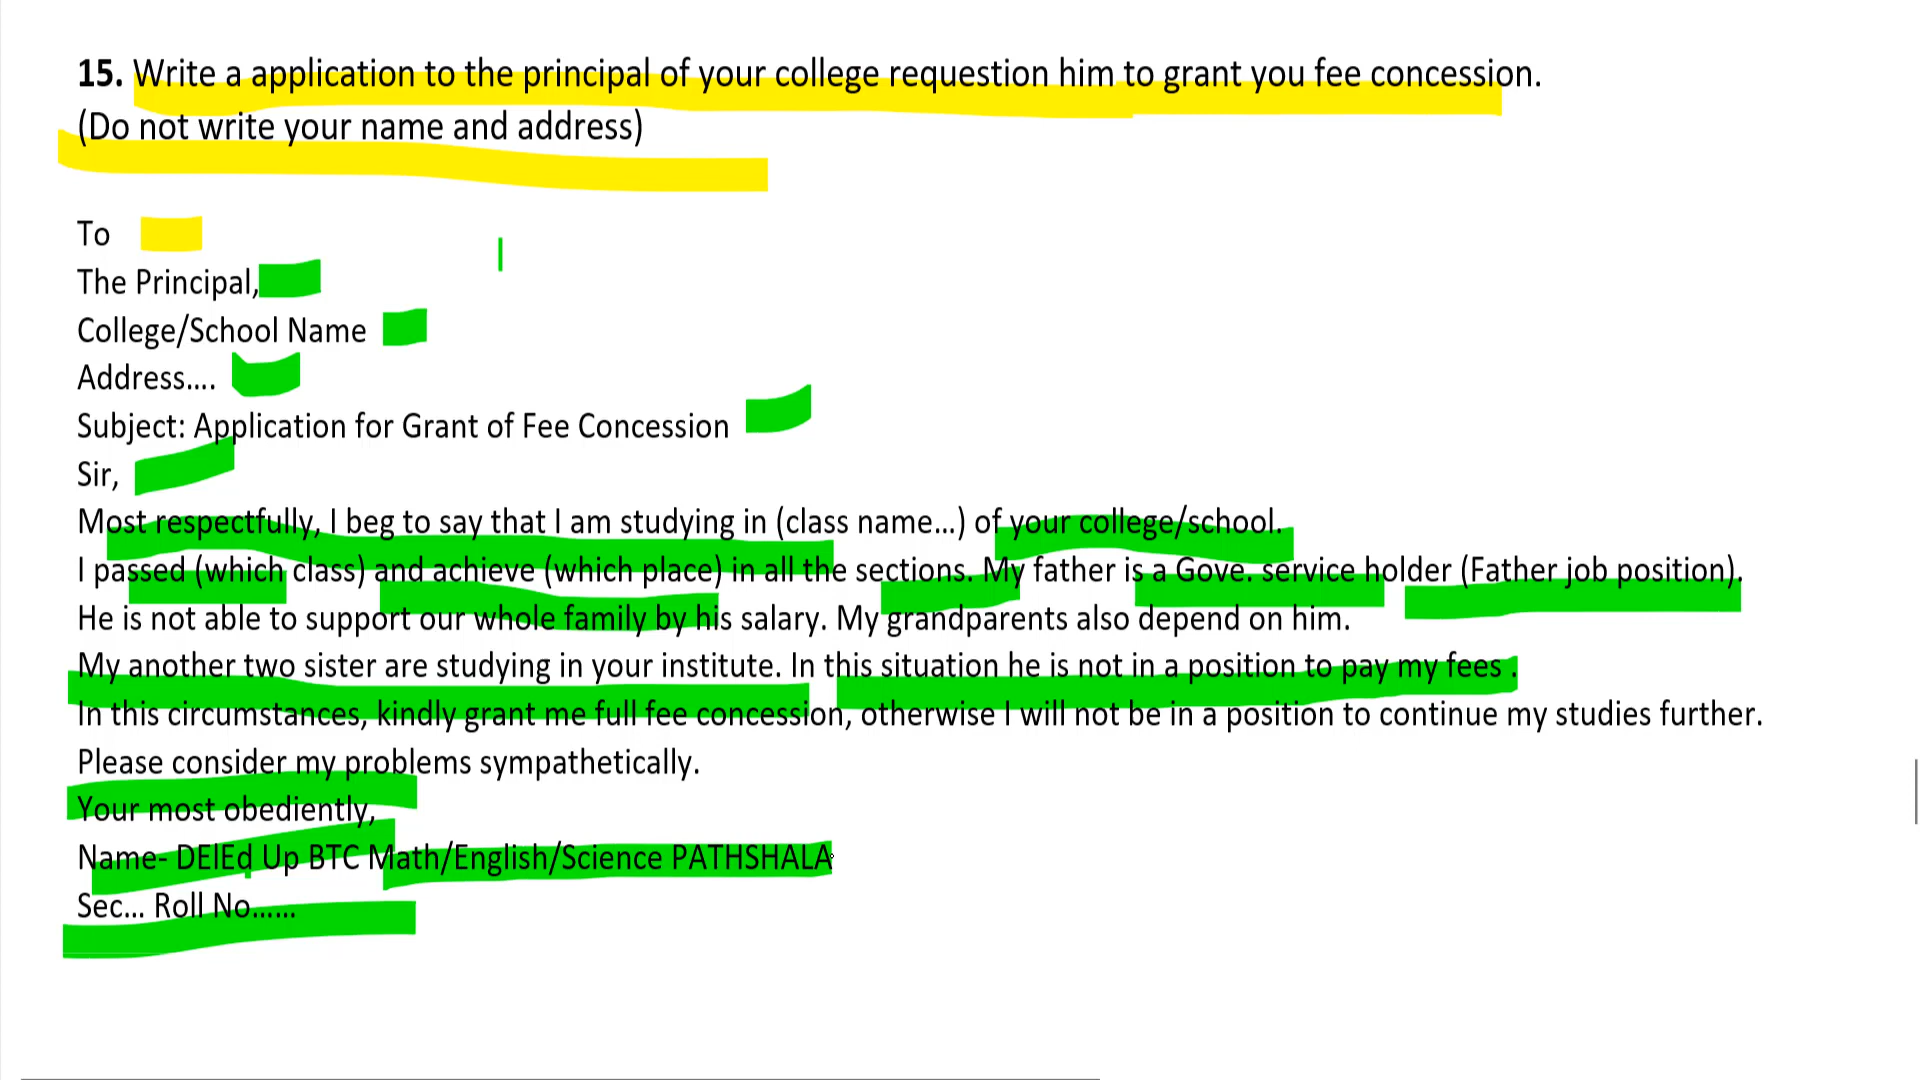 15. Write a application to the principal of your college requestion him to grant you fee concession.
(Do not write your name and address)
To
The Principal,
College/School Name
Address....
Subject: Application for Grant of Fee Concession
Sir,
Most respectfully, I beg to say that I am studying in (class name...) of your college/school.
I passed (which class) and achieve (which place) in all the sections. My father is a Gove. service holder (Father job position).
He is not able to support our whole family by his salary. My grandparents also depend on him.
My another two sister are studying in your institute. In this situation he is not in a position to pay my fees .
In this circumstances, kindly grant me full fee concession, otherwise I will not be in a position to continue my studies further.
Please consider my problems sympathetically.
Your most obediently,
Name- DElEd Up BTC Math/English/Science PATHSHALA
Sec... Roll No......